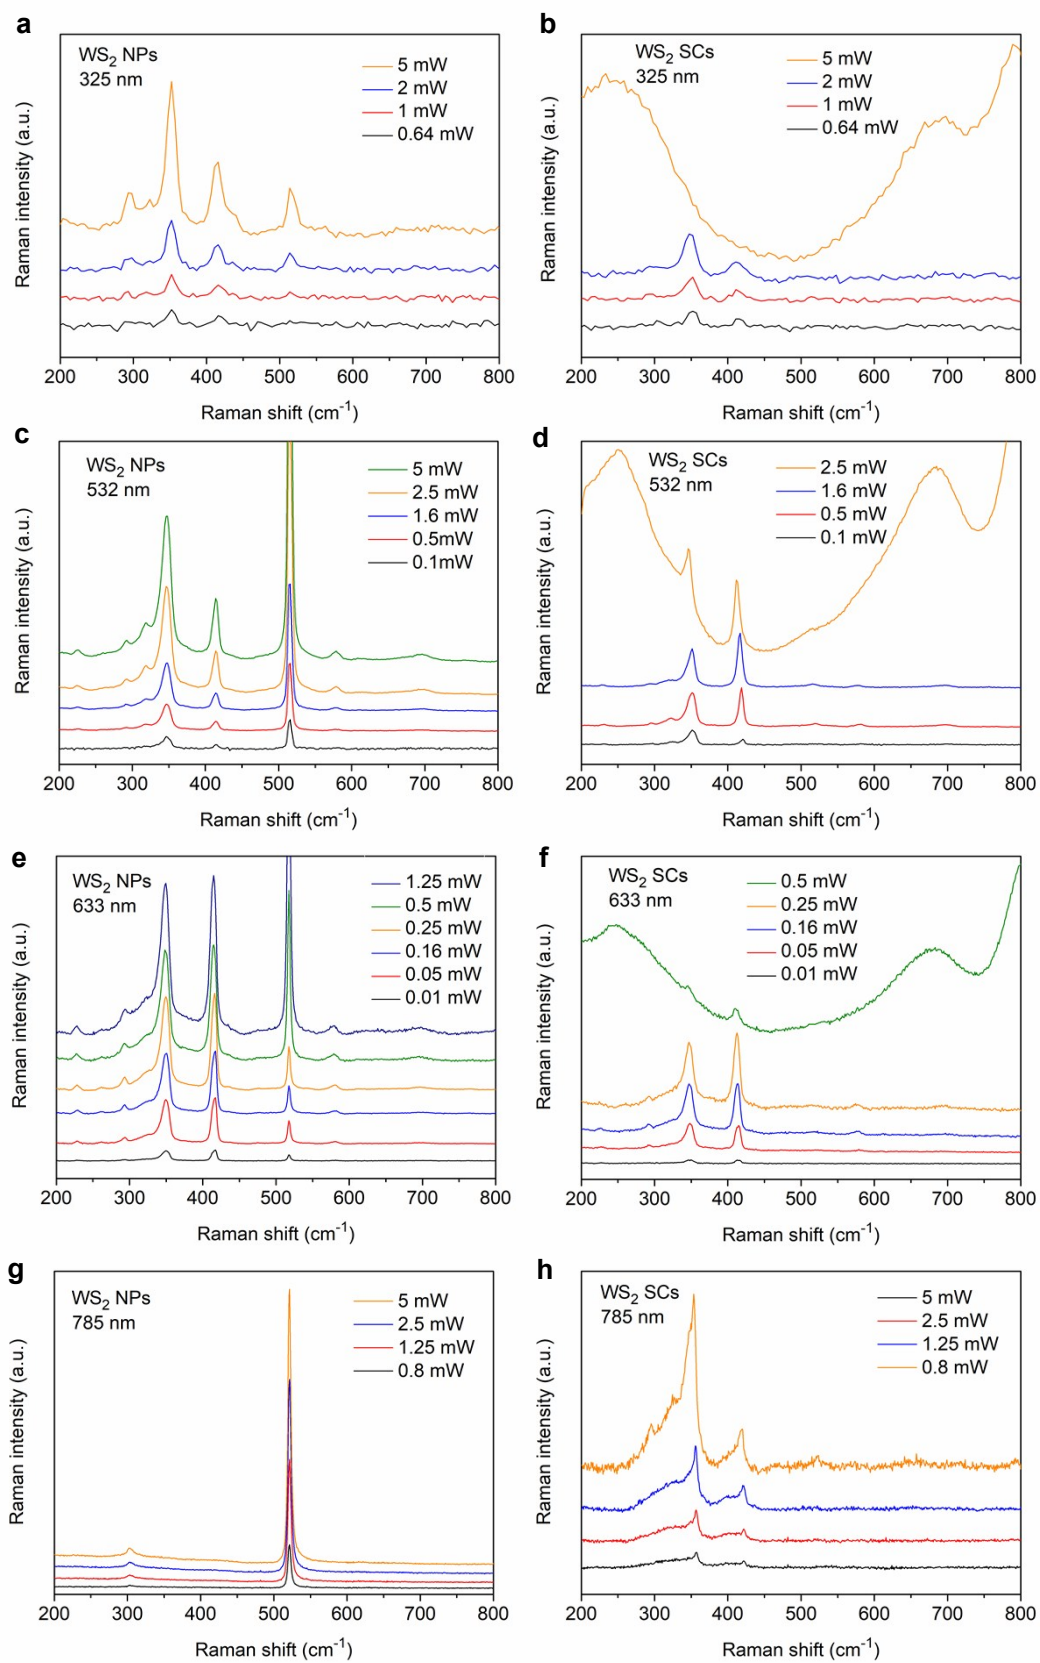 a
WS₂ NPs
325 nm
5 mW
2 mW
1 mW
0.64 mW
Raman intensity (a.u.)
200 300 400 500 600 700 800
Raman shift (cm⁻¹)
b
WS₂ SCs
325 nm
5 mW
2 mW
1 mW
0.64 mW
Raman intensity (a.u.)
200 300 400 500 600 700 800
Raman shift (cm⁻¹)
c
WS₂ NPs
532 nm
5 mW
2.5 mW
1.6 mW
0.5mW
0.1mW
Raman intensity (a.u.)
200 300 400 500 600 700 800
Raman shift (cm⁻¹)
d
WS₂ SCs
532 nm
2.5 mW
1.6 mW
0.5 mW
0.1 mW
Raman intensity (a.u.)
200 300 400 500 600 700 800
Raman shift (cm⁻¹)
e
WS₂ NPs
633 nm
1.25 mW
0.5 mW
0.25 mW
0.16 mW
0.05 mW
0.01 mW
Raman intensity (a.u.)
200 300 400 500 600 700 800
Raman shift (cm⁻¹)
f
WS₂ SCs
633 nm
0.5 mW
0.25 mW
0.16 mW
0.05 mW
0.01 mW
Raman intensity (a.u.)
200 300 400 500 600 700 800
Raman shift (cm⁻¹)
g
WS₂ NPs
785 nm
5 mW
2.5 mW
1.25 mW
0.8 mW
Raman intensity (a.u.)
200 300 400 500 600 700 800
Raman shift (cm⁻¹)
h
WS₂ SCs
785 nm
5 mW
2.5 mW
1.25 mW
0.8 mW
Raman intensity (a.u.)
200 300 400 500 600 700 800
Raman shift (cm⁻¹)